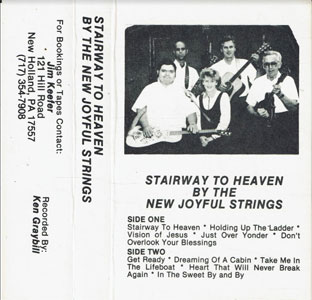 For Bookings or Tapes Contact:
Jim Keefer
121 Hill Road
New Holland, PA 17557
(717) 354-7908
Recorded By:
Ken Graybill
STAIRWAY TO HEAVEN
BY THE NEW JOYFUL STRINGS
STAIRWAY TO HEAVEN
BY THE
NEW JOYFUL STRINGS
SIDE ONE
Stairway To Heaven * Holding Up The Ladder *
Vision of Jesus * Just Over Yonder * Don't
Overlook Your Blessings
SIDE TWO
Get Ready * Dreaming Of A Cabin * Take Me In
The Lifeboat * Heart That Will Never Break
Again * In The Sweet By and By